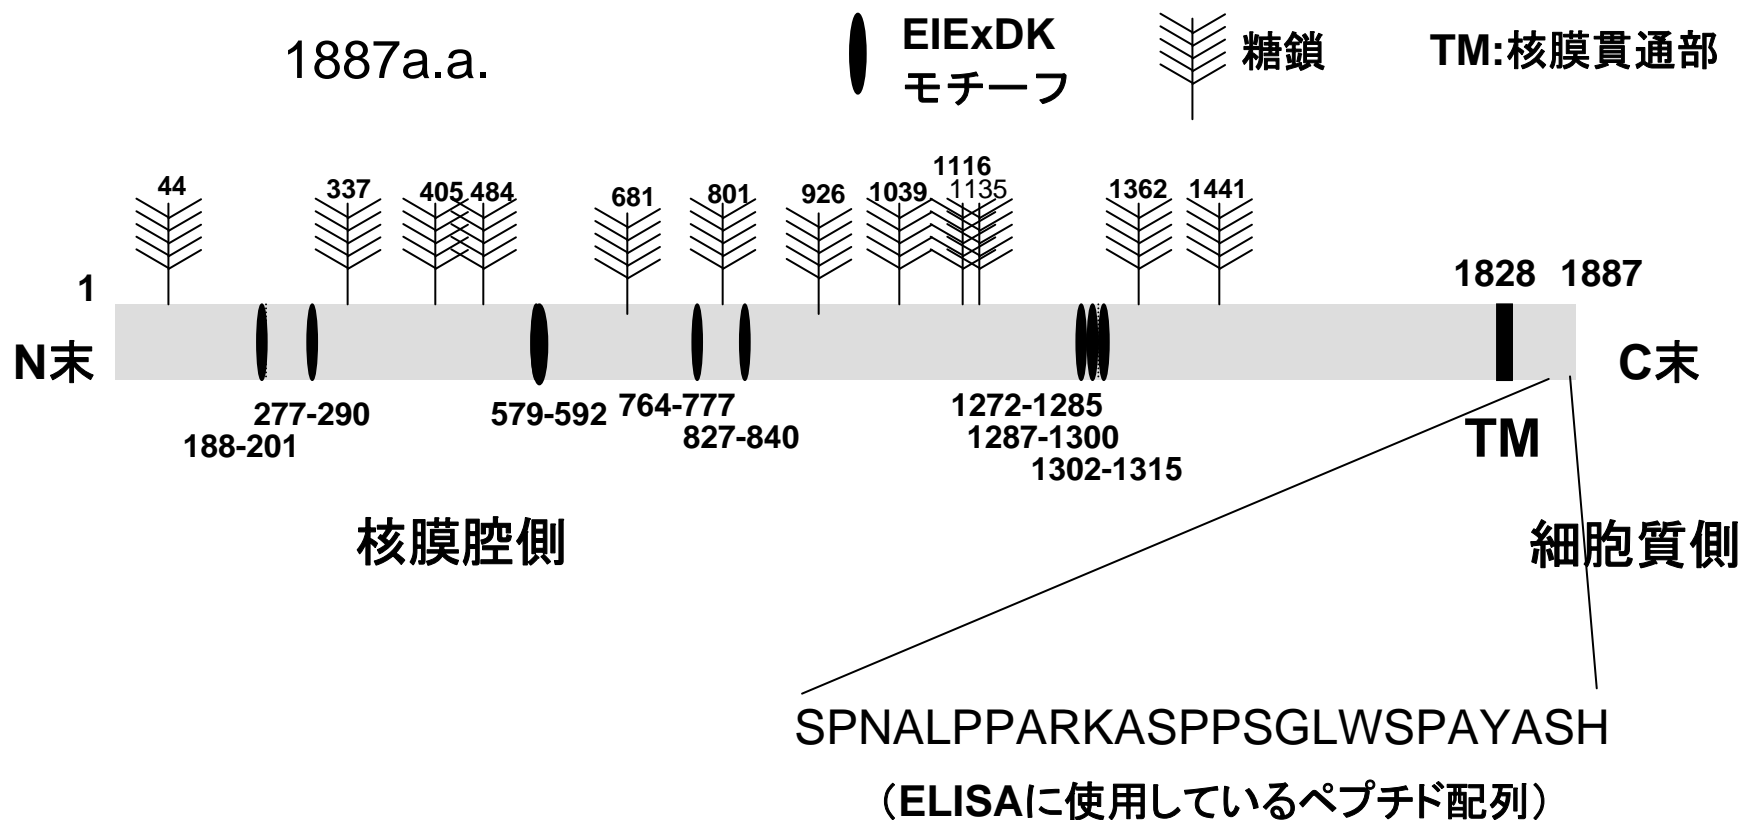 1887a.a.
EIExDK
モチーフ
糖鎖
TM:核膜貫通部
44
337
405
484
681
801
926
1039
1116
1135
1362
1441
1
1828
1887
N末
C末
188-201
277-290
579-592
764-777
827-840
1272-1285
1287-1300
1302-1315
TM
核膜腔側
細胞質側
SPNALPPARKASPPSGLWSPAYASH
（ELISAに使用しているペプチド配列）